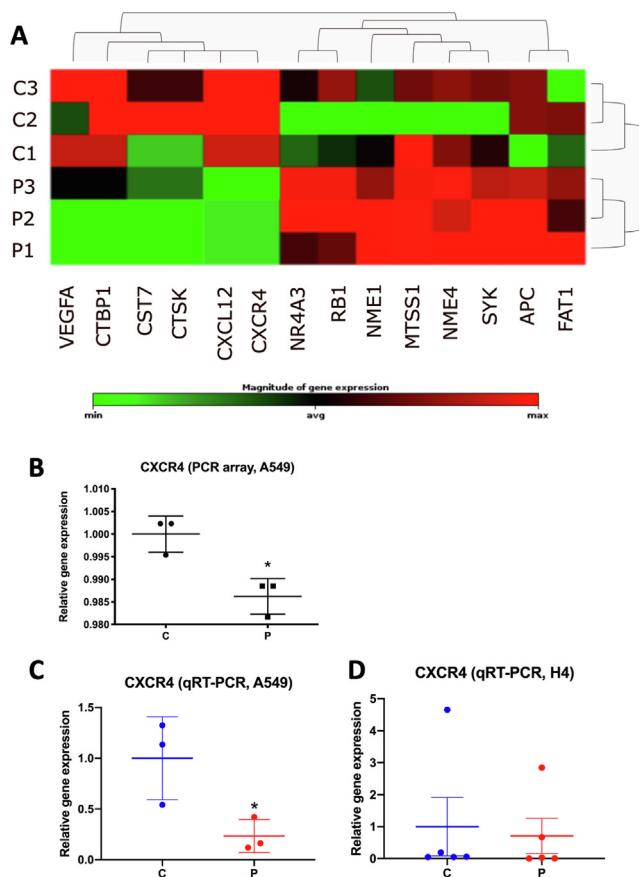 A
C3
C2
C1
P3
P2
P1
VEGFA CTBP1 CST7 CTSK CXCL12 CXCR4 NR4A3 RB1 NME1 MTSS1 NME4 SYK APC FAT1
Magnitude of gene expression
min avg max
B
CXCR4 (PCR array, A549)
Relative gene expression
1.010
1.005
1.000
0.995
0.990
0.985
0.980
*
C P
C
CXCR4 (qRT-PCR, A549)
Relative gene expression
1.5
1.0
0.5
0.0
*
C P
D
CXCR4 (qRT-PCR, H4)
Relative gene expression
5
4
3
2
1
0
C P